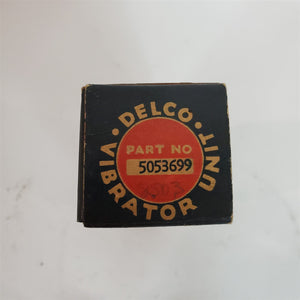 DELCO
VIBRATOR UNIT
PART NO
5053699